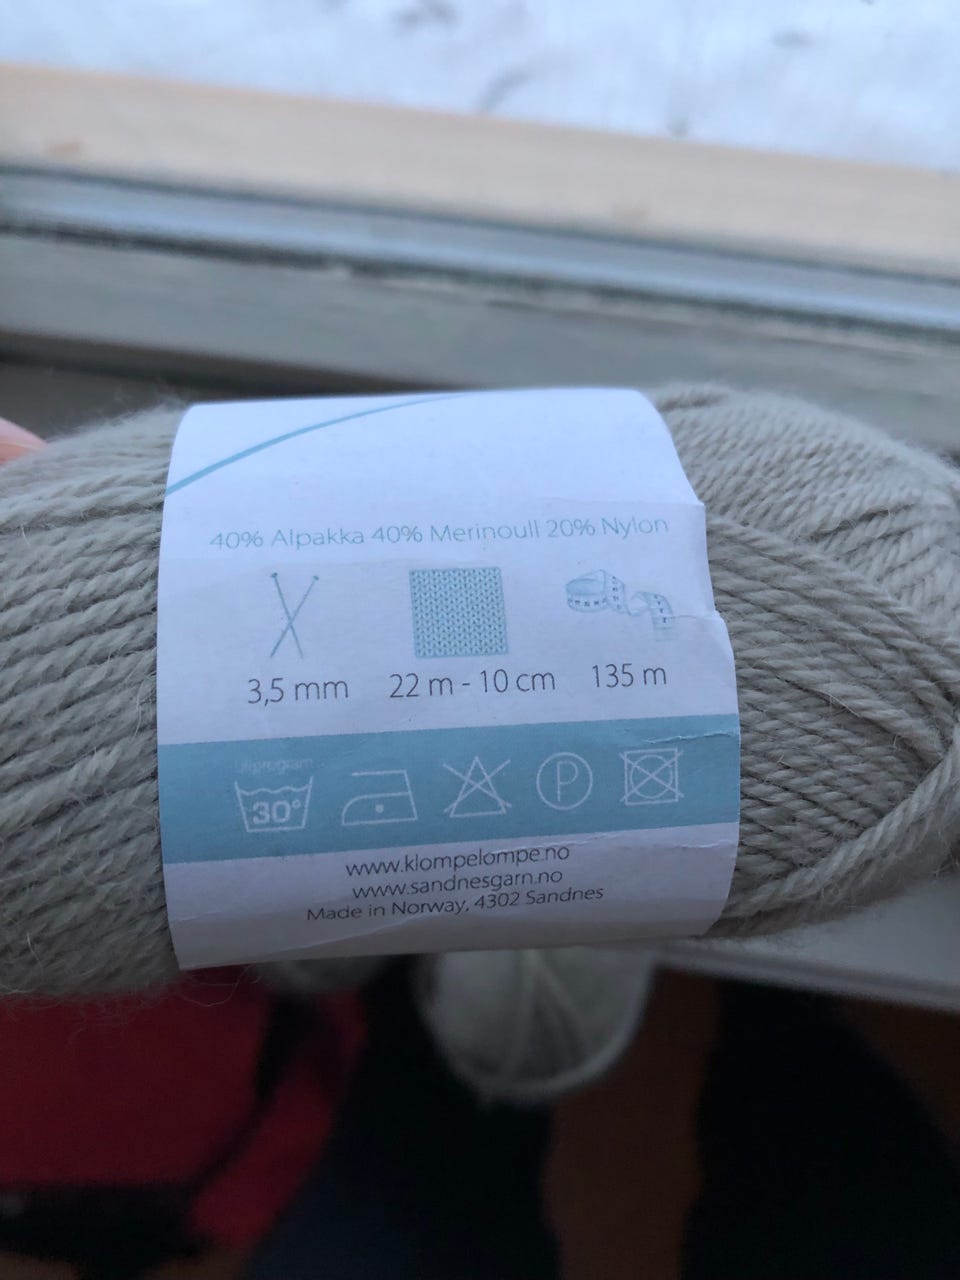 40% Alpakka 40% Merinoull 20% Nylon
3,5 mm 22 m - 10 cm 135 m
Ullprogram
30°
P
www.klompelompe.no
www.sandnesgarn.no
Made in Norway, 4302 Sandnes